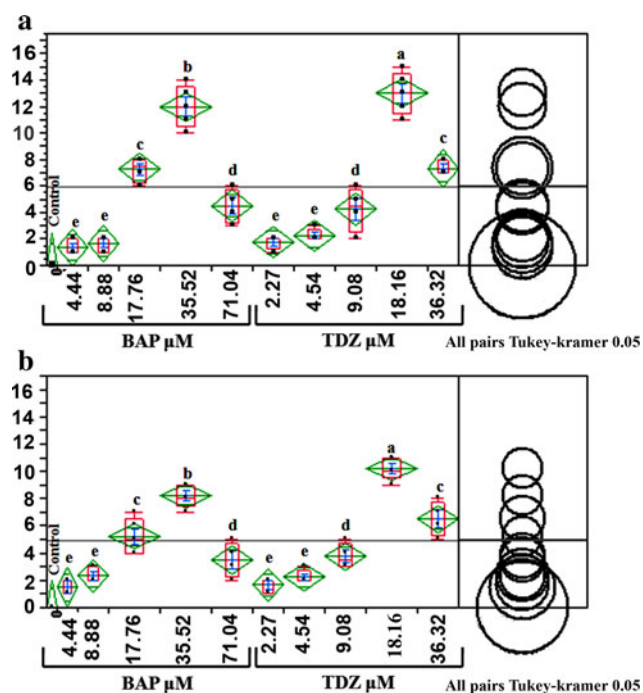 a
16
14
12
10
8
6
4
2
0
Control
0
e
e
c
b
d
e
e
d
a
c
4.44
8.88
17.76
35.52
71.04
2.27
4.54
9.08
18.16
36.32
BAP µM
TDZ µM
All pairs Tukey-kramer 0.05
b
16
14
12
10
8
6
4
2
0
Control
0
e
e
c
b
d
e
e
d
a
c
4.44
8.88
17.76
35.52
71.04
2.27
4.54
9.08
18.16
36.32
BAP µM
TDZ µM
All pairs Tukey-kramer 0.05